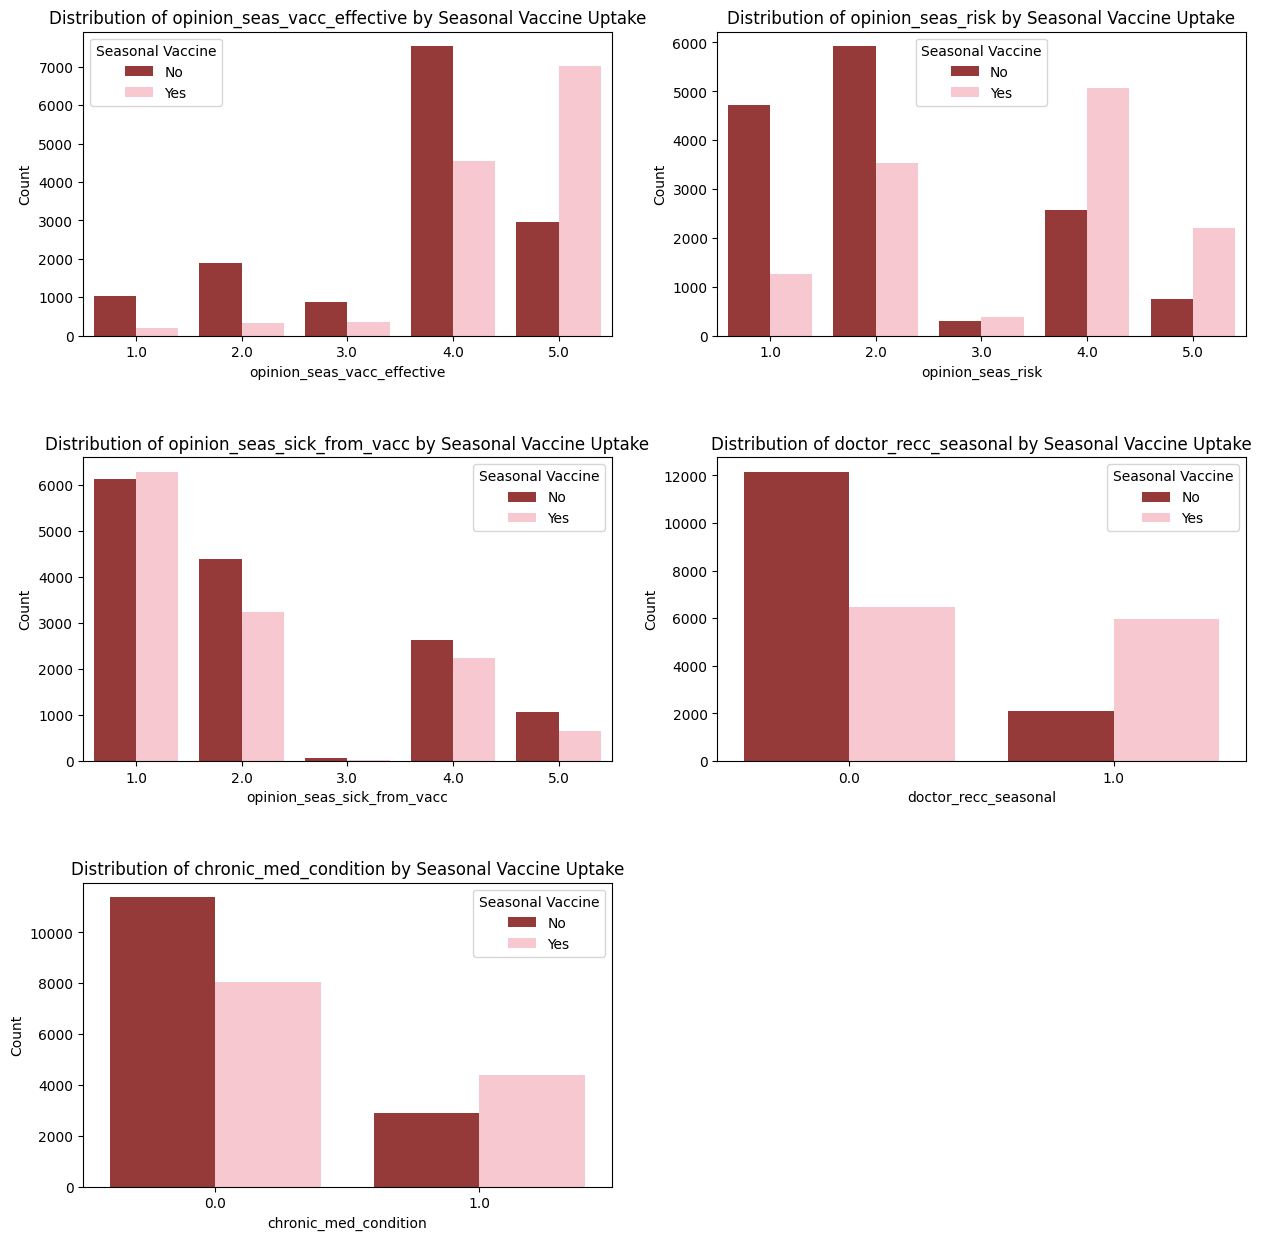 Distribution of opinion_seas_vacc_effective by Seasonal Vaccine Uptake
Seasonal Vaccine
No
Yes
7000
6000
5000
4000
3000
2000
1000
0
Count
1.0 2.0 3.0 4.0 5.0
opinion_seas_vacc_effective
Distribution of opinion_seas_risk by Seasonal Vaccine Uptake
Seasonal Vaccine
No
Yes
6000
5000
4000
3000
2000
1000
0
Count
1.0 2.0 3.0 4.0 5.0
opinion_seas_risk
Distribution of opinion_seas_sick_from_vacc by Seasonal Vaccine Uptake
Seasonal Vaccine
No
Yes
6000
5000
4000
3000
2000
1000
0
Count
1.0 2.0 3.0 4.0 5.0
opinion_seas_sick_from_vacc
Distribution of doctor_recc_seasonal by Seasonal Vaccine Uptake
Seasonal Vaccine
No
Yes
12000
10000
8000
6000
4000
2000
0
Count
0.0 1.0
doctor_recc_seasonal
Distribution of chronic_med_condition by Seasonal Vaccine Uptake
Seasonal Vaccine
No
Yes
10000
8000
6000
4000
2000
0
Count
0.0 1.0
chronic_med_condition